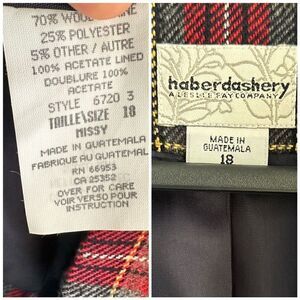 70% WOOL / LAINE
25% POLYESTER
5% OTHER / AUTRE
100% ACETATE LINED
DOUBLURE 100%
ACETATE
STYLE 6720 3
TAILLE\SIZE 18
MISSY
MADE IN GUATEMALA
FABRIQUE AU GUATEMALA
RN 66953
CA 25352
OVER FOR CARE
VOIR VERSO POUR
INSTRUCTION
haberdashery
A LESLIE FAY COMPANY
MADE IN
GUATEMALA
18